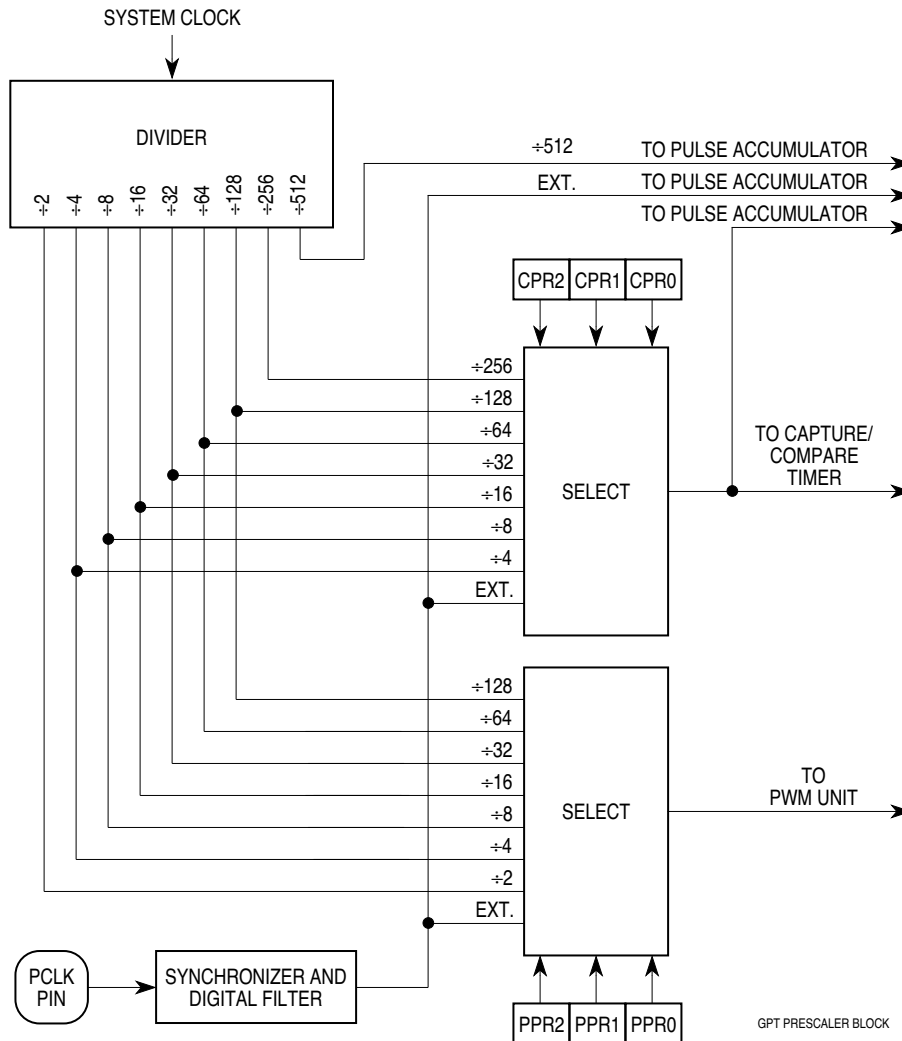 SYSTEM CLOCK
DIVIDER
÷2
÷4
÷8
÷16
÷32
÷64
÷128
÷256
÷512
÷512 TO PULSE ACCUMULATOR
EXT. TO PULSE ACCUMULATOR
TO PULSE ACCUMULATOR
CPR2 CPR1 CPR0
÷256
÷128
÷64
÷32
÷16
÷8
÷4
EXT.
SELECT
TO CAPTURE/
COMPARE
TIMER
÷128
÷64
÷32
÷16
÷8
÷4
÷2
EXT.
SELECT
TO
PWM UNIT
PCLK
PIN
SYNCHRONIZER AND
DIGITAL FILTER
PPR2 PPR1 PPR0
GPT PRESCALER BLOCK